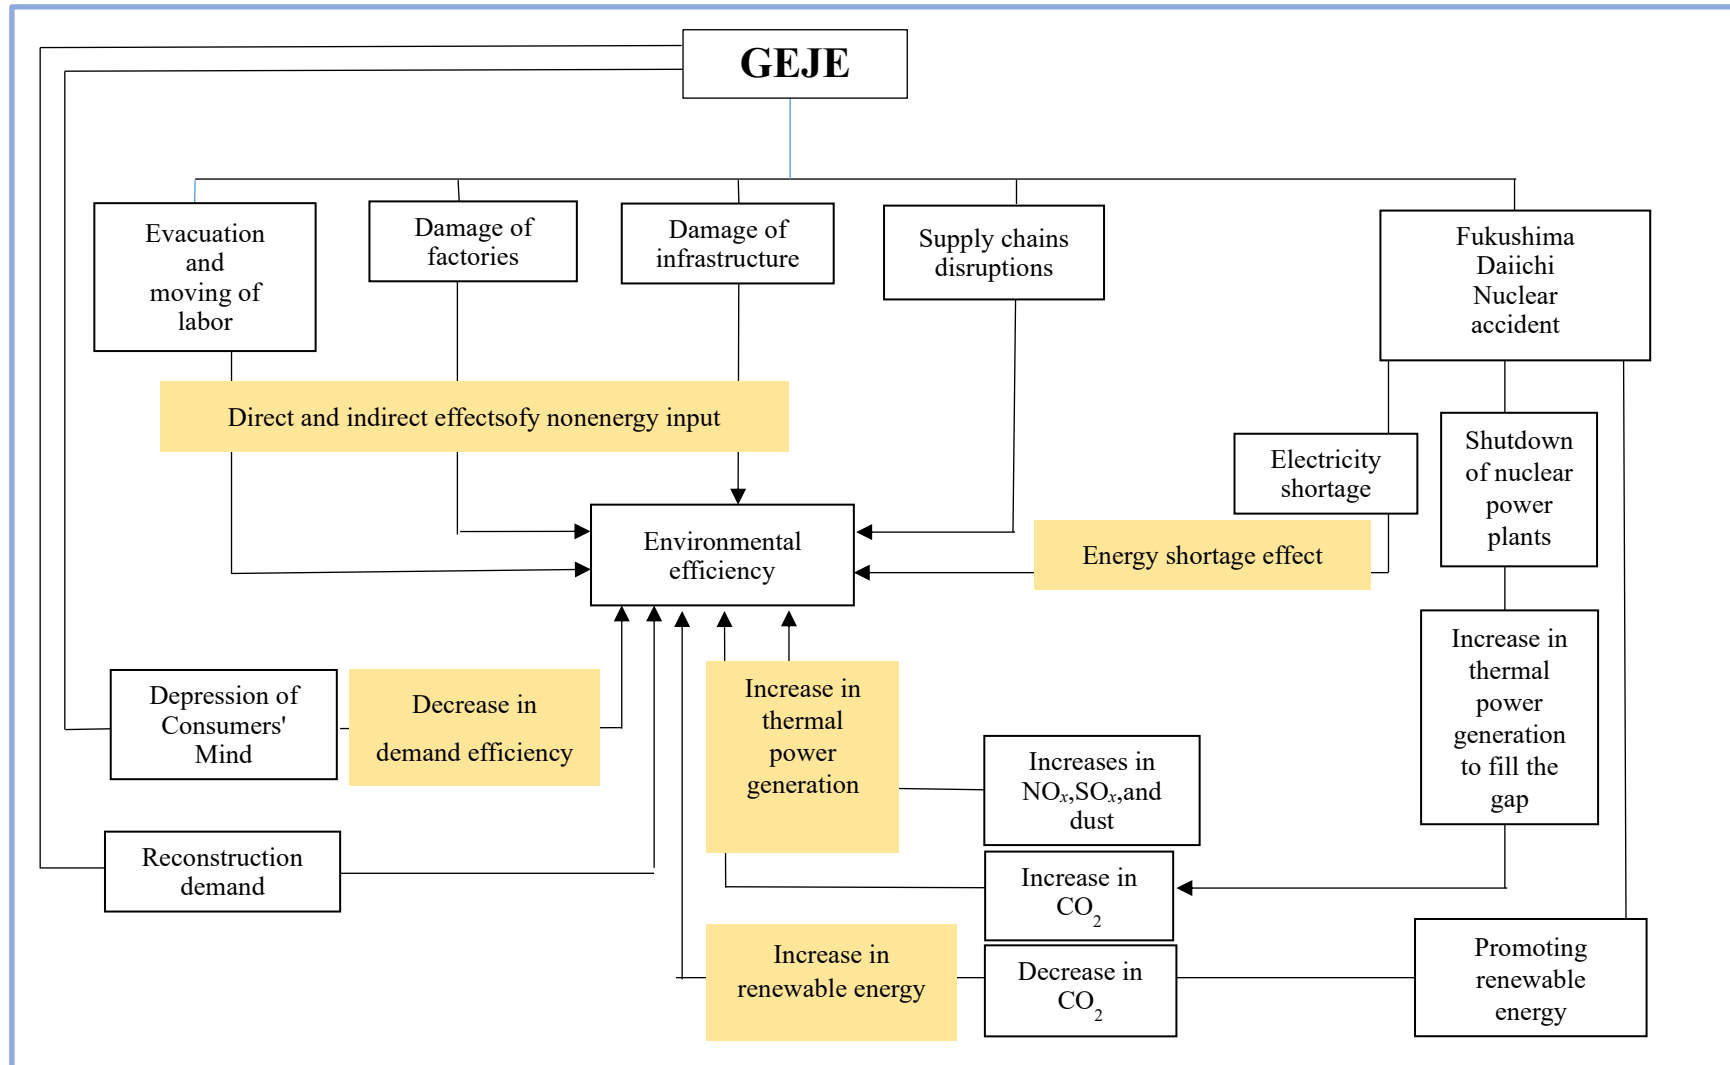 GEJE
Evacuation
and
moving of
labor
Damage of
factories
Damage of
infrastructure
Supply chains
disruptions
Fukushima
Daiichi
Nuclear
accident
Direct and indirect effectsofy nonenergy input
Electricity
shortage
Shutdown
of nuclear
power
plants
Environmental
efficiency
Energy shortage effect
Increase in
thermal
power
generation
to fill the
gap
Depression of
Consumers'
Mind
Decrease in
demand efficiency
Increase in
thermal
power
generation
Increases in
NOₓ,SOₓ,and
dust
Reconstruction
demand
Increase in
CO₂
Increase in
renewable energy
Decrease in
CO₂
Promoting
renewable
energy